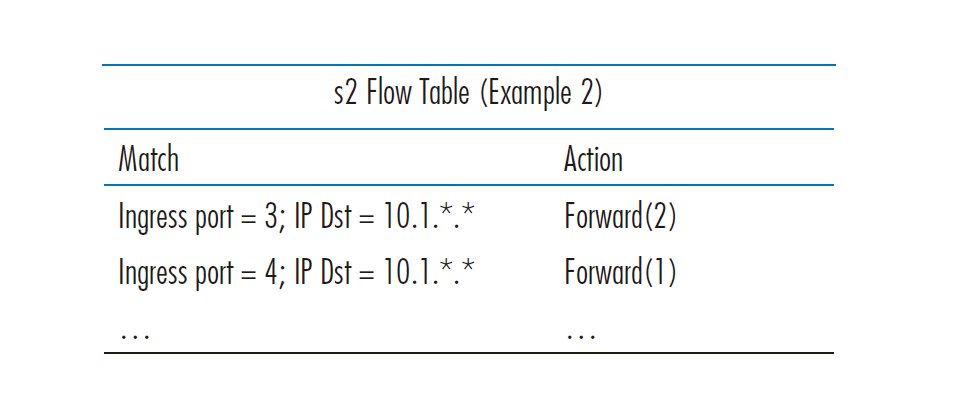 s2 Flow Table (Example 2)
Match Action
Ingress port = 3; IP Dst = 10.1.*.* Forward(2)
Ingress port = 4; IP Dst = 10.1.*.* Forward(1)
... ...